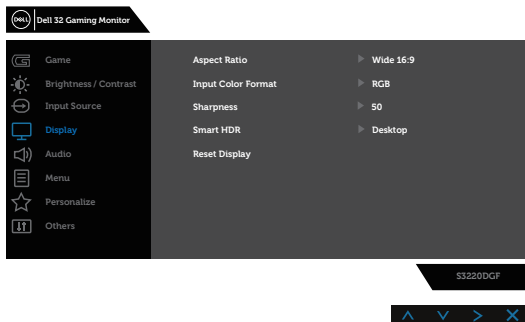 DELL Dell 32 Gaming Monitor
Game
Aspect Ratio Wide 16:9
Brightness / Contrast
Input Color Format RGB
Input Source
Sharpness 50
Display
Smart HDR Desktop
Audio
Reset Display
Menu
Personalize
Others
S3220DGF